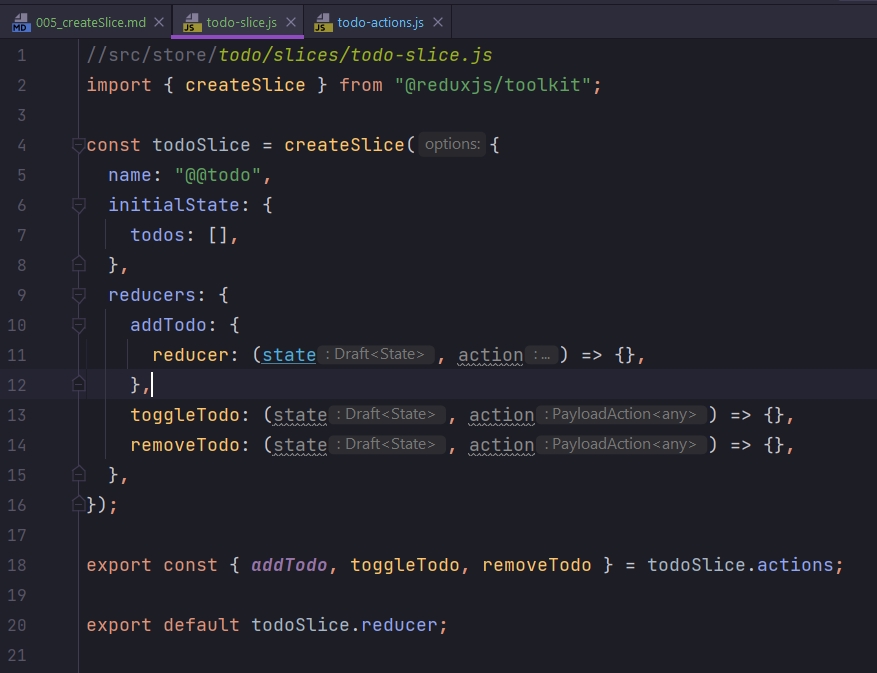 005_createSlice.md todo-slice.js todo-actions.js
1 //src/store/todo/slices/todo-slice.js
2 import { createSlice } from "@reduxjs/toolkit";
3
4 const todoSlice = createSlice( options: {
5 name: "@@todo",
6 initialState: {
7 todos: [],
8 },
9 reducers: {
10 addTodo: {
11 reducer: (state : Draft<State> , action : ... ) => {},
12 },
13 toggleTodo: (state : Draft<State> , action : PayloadAction<any> ) => {},
14 removeTodo: (state : Draft<State> , action : PayloadAction<any> ) => {},
15 },
16 });
17
18 export const { addTodo, toggleTodo, removeTodo } = todoSlice.actions;
19
20 export default todoSlice.reducer;
21